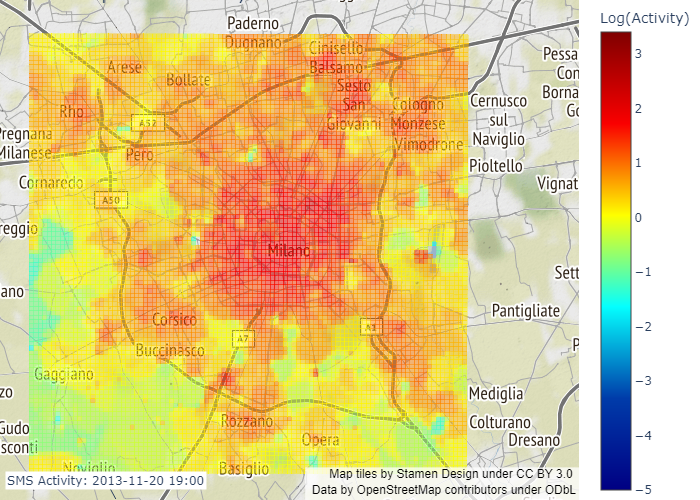 Paderno
Dugnano
Log(Activity)
Cinisello
Balsamo
Arese
Bollate
Sesto
San
Giovanni
Cologno
Monzese
Vimodrone
Cernusco
sul
Naviglio
Pessa
Con
Borna
Go
Rho
A52
Pregnana
Milanese
Pero
Pioltello
Cornaredo
A50
Vignat
reggio
Milano
Sett
ano
Pantigliate
Corsico
A7
Buccinasco
Gaggiano
P
Mediglia
zo
Rozzano
Colturano
Dresano
Gudo
sconti
Opera
Noviglio
Basiglio
3
2
1
0
−1
−2
−3
−4
−5
SMS Activity: 2013-11-20 19:00
Map tiles by Stamen Design under CC BY 3.0
Data by OpenStreetMap contributors under ODbL